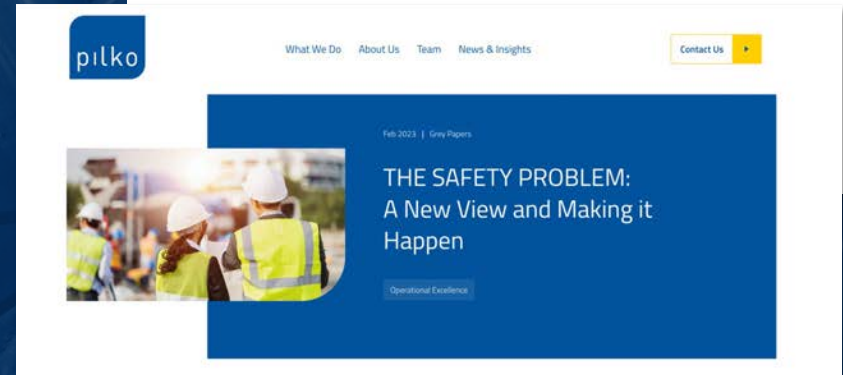 pilko
What We Do About Us Team News & Insights
Contact Us
Feb 2023 | Grey Papers
THE SAFETY PROBLEM:
A New View and Making it
Happen
Operational Excellence